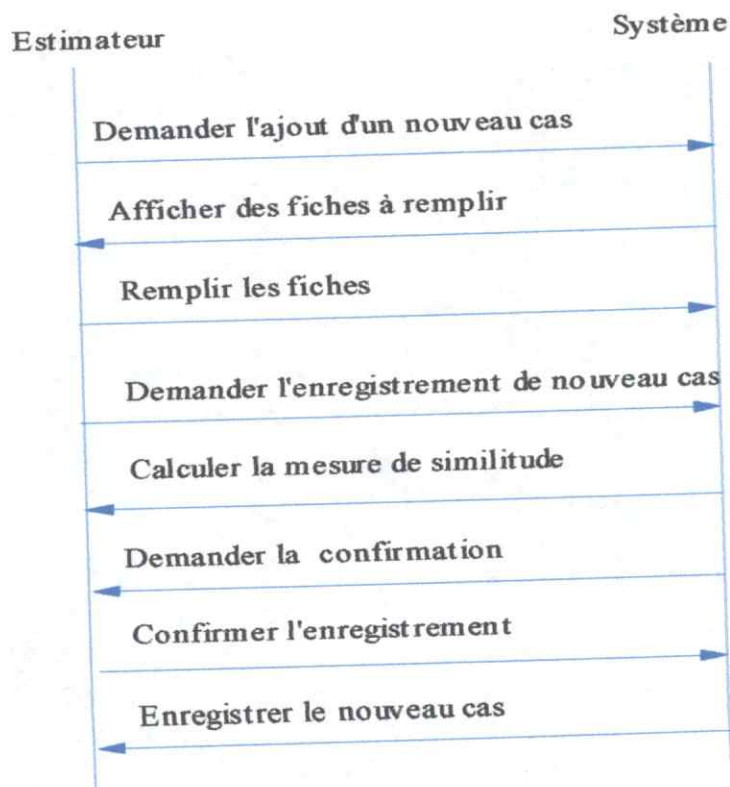 Estimateur
Système
Demander l'ajout d'un nouveau cas
Afficher des fiches à remplir
Remplir les fiches
Demander l'enregistrement de nouveau cas
Calculer la mesure de similitude
Demander la confirmation
Confirmer l'enregistrement
Enregistrer le nouveau cas